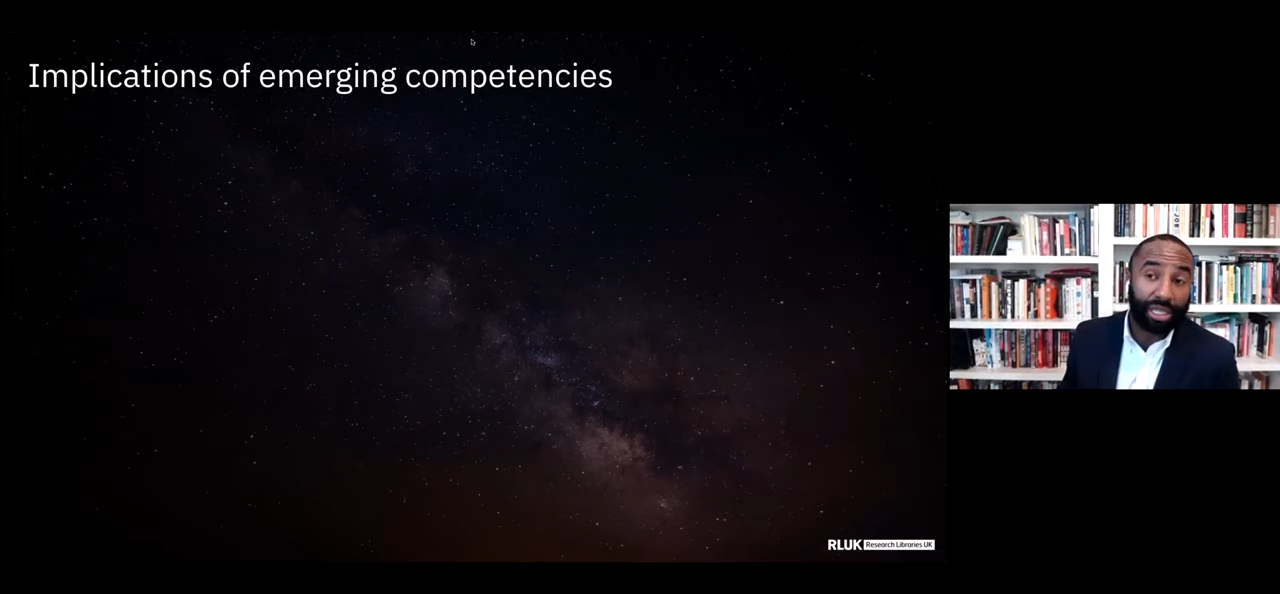 Implications of emerging competencies
RLUK Research Libraries UK